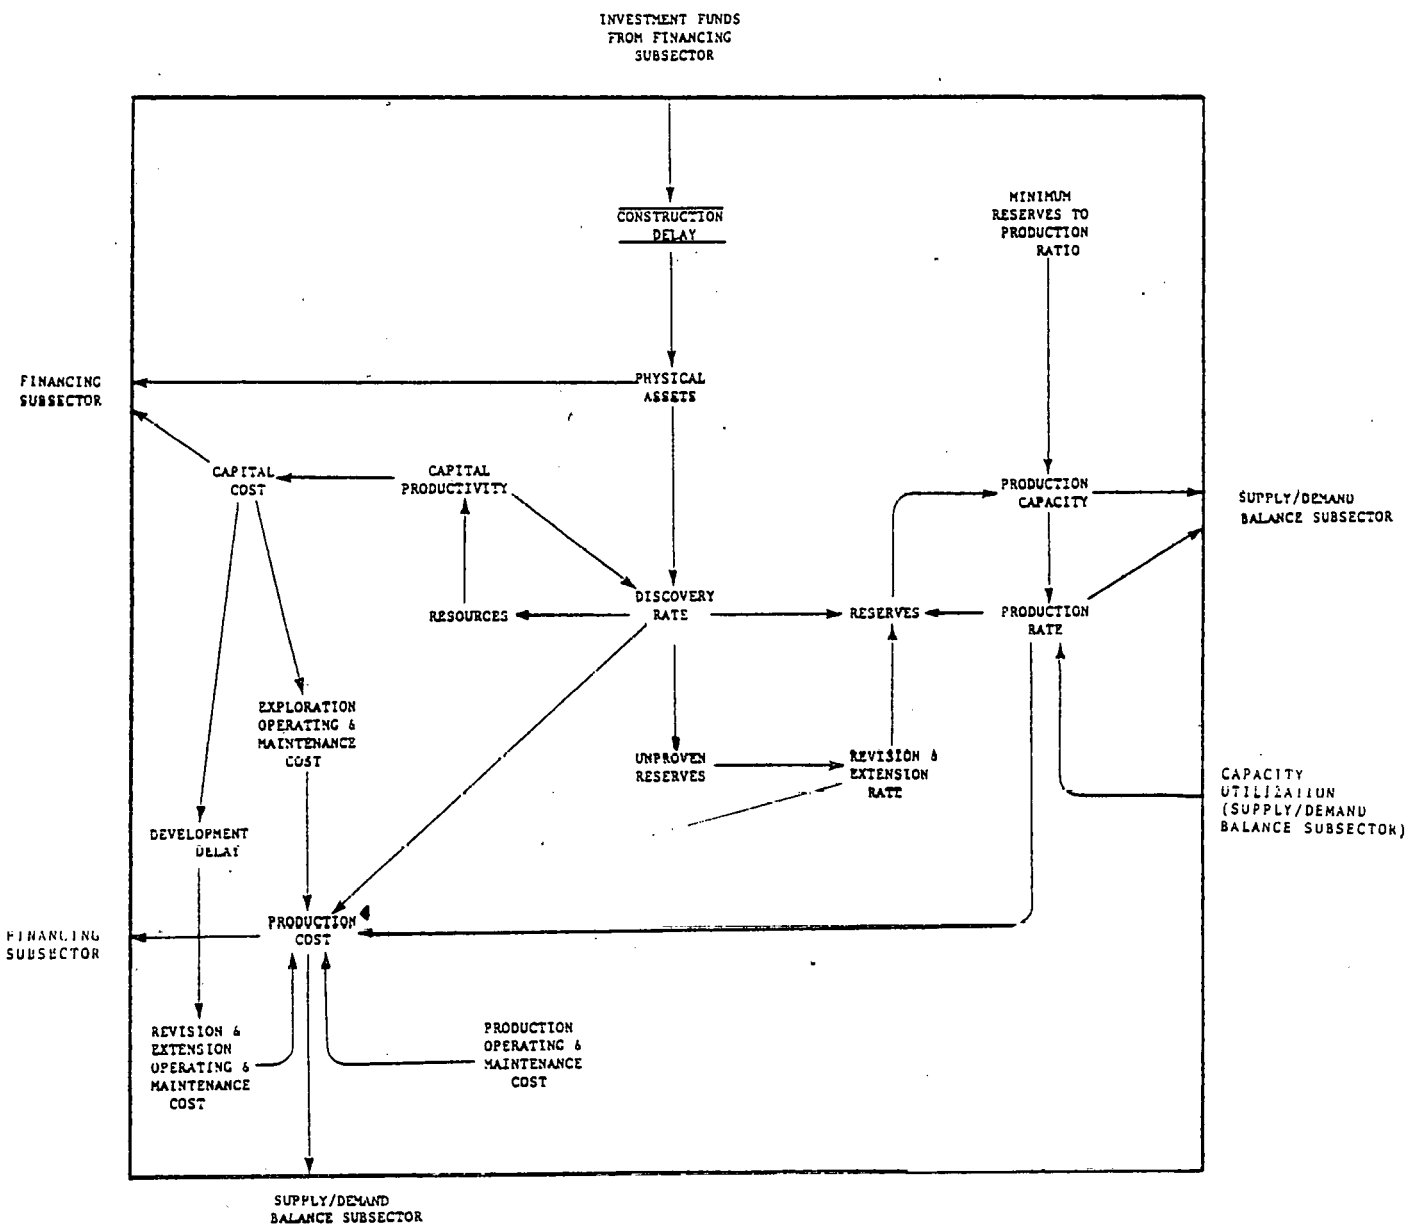 INVESTMENT FUNDS
FROM FINANCING
SUBSECTOR
CONSTRUCTION
DELAY
MINIMUM
RESERVES TO
PRODUCTION
RATIO
FINANCING
SUBSECTOR
PHYSICAL
ASSETS
CAPITAL
COST
CAPITAL
PRODUCTIVITY
PRODUCTION
CAPACITY
SUPPLY/DEMAND
BALANCE SUBSECTOR
RESOURCES
DISCOVERY
RATE
RESERVES
PRODUCTION
RATE
EXPLORATION
OPERATING &
MAINTENANCE
COST
UNPROVEN
RESERVES
REVISION &
EXTENSION
RATE
CAPACITY
UTILIZATION
(SUPPLY/DEMAND
BALANCE SUBSECTOR)
DEVELOPMENT
DELAY
FINANCING
SUBSECTOR
PRODUCTION
COST
REVISION &
EXTENSION
OPERATING &
MAINTENANCE
COST
PRODUCTION
OPERATING &
MAINTENANCE
COST
SUPPLY/DEMAND
BALANCE SUBSECTOR